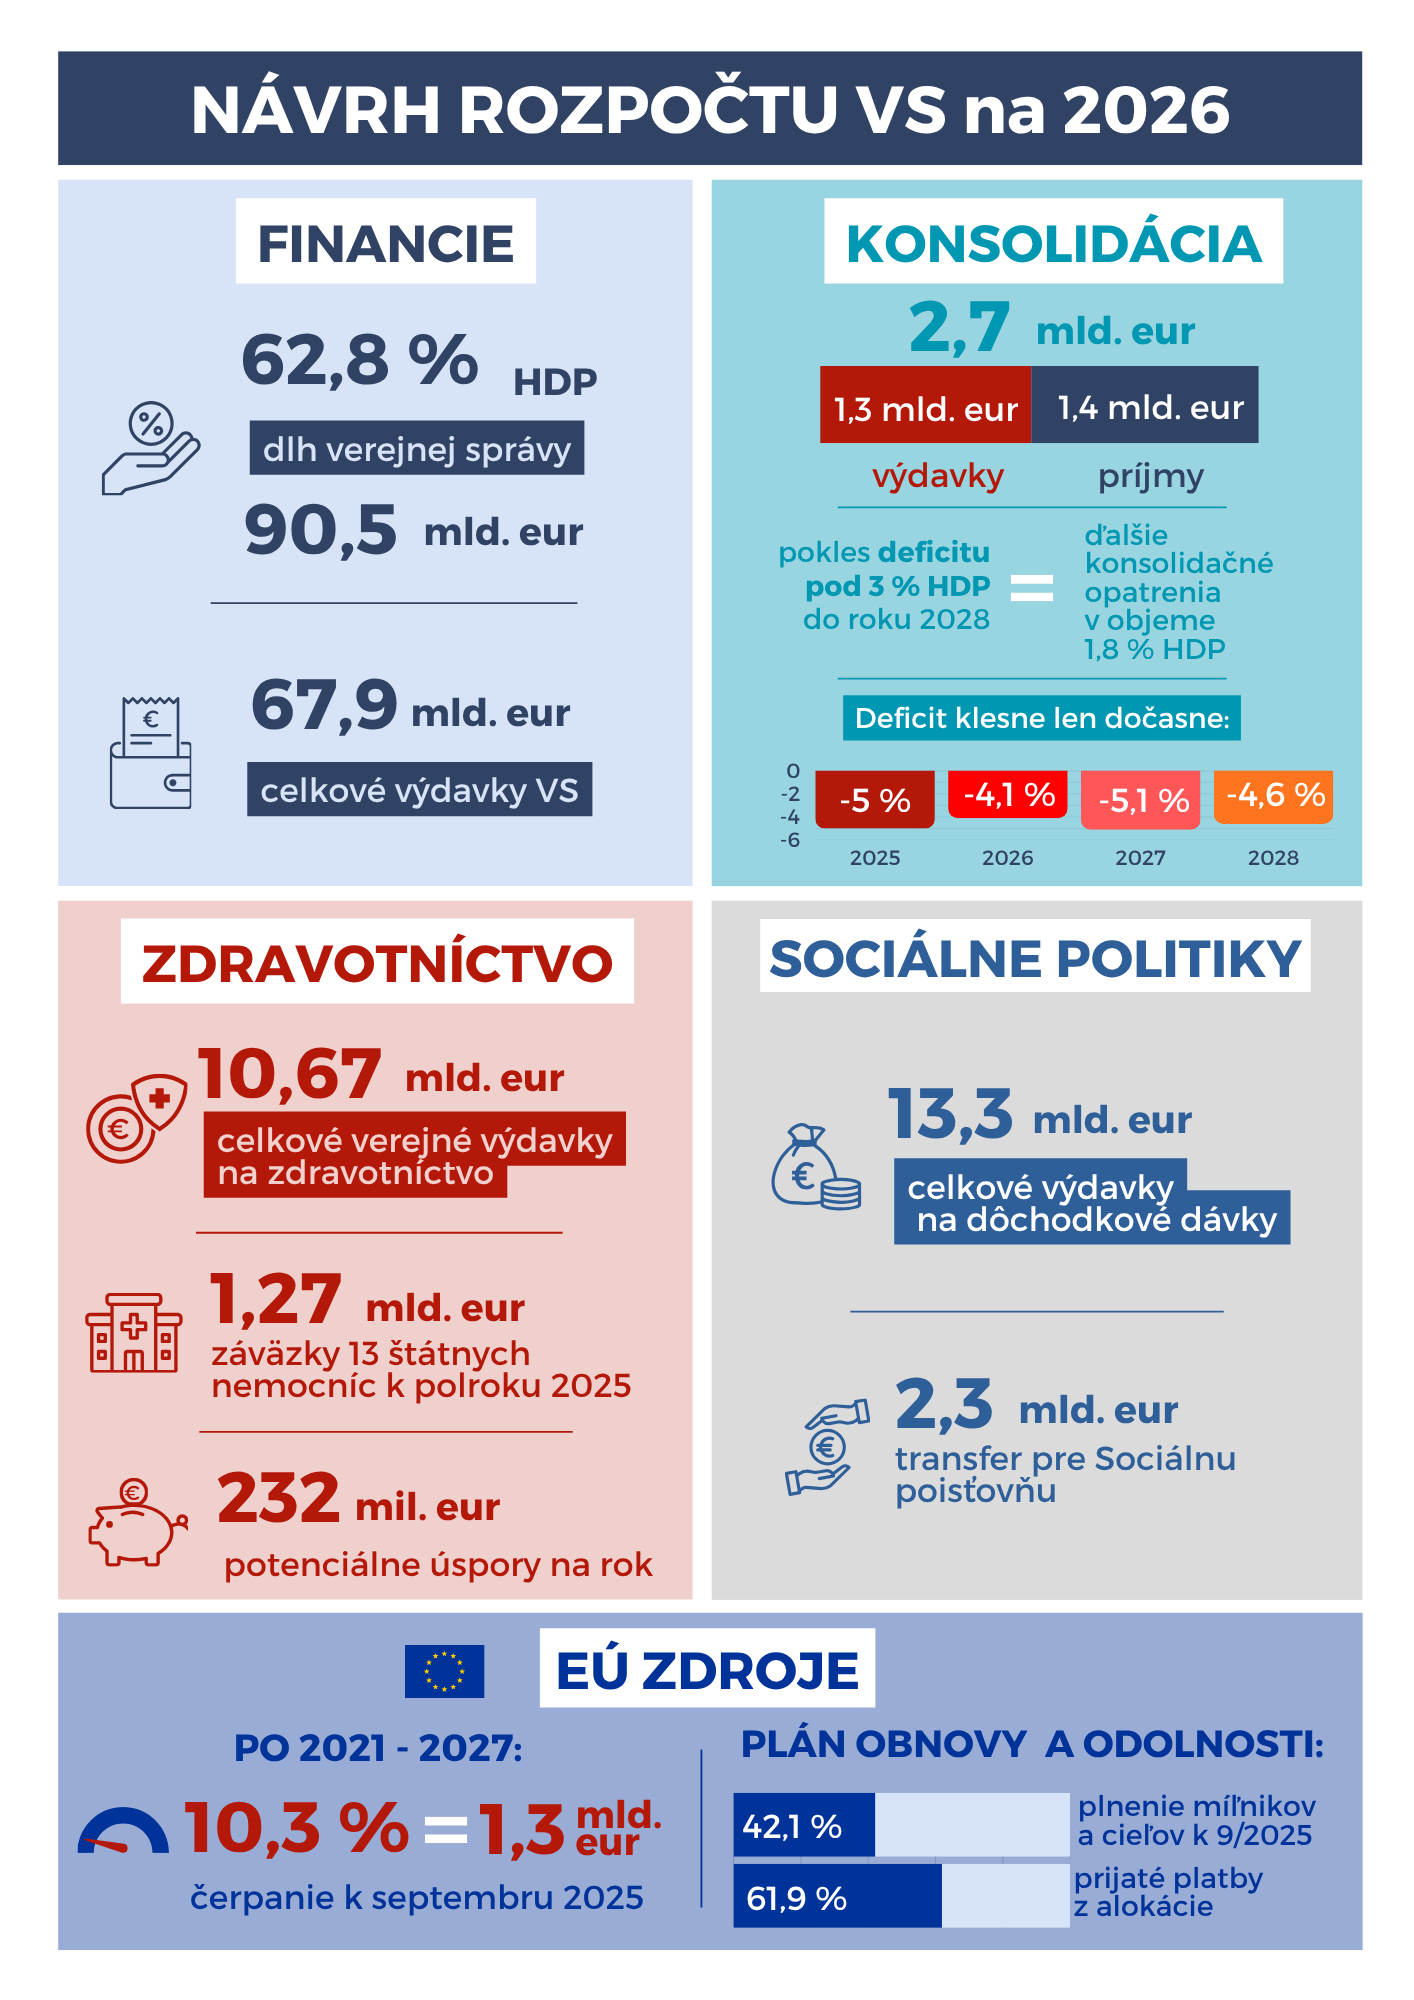 NÁVRH ROZPOČTU VS na 2026
FINANCIE
62,8 % HDP
dlh verejnej správy
90,5 mld. eur
€
67,9 mld. eur
celkové výdavky VS
KONSOLIDÁCIA
2,7 mld. eur
1,3 mld. eur 1,4 mld. eur
výdavky príjmy
pokles deficitu
pod 3 % HDP
do roku 2028
=
ďalšie
konsolidačné
opatrenia
v objeme
1,8 % HDP
Deficit klesne len dočasne:
0
-2
-4
-6
-5 % -4,1 % -5,1 % -4,6 %
2025 2026 2027 2028
ZDRAVOTNÍCTVO
10,67 mld. eur
celkové verejné výdavky
na zdravotníctvo
1,27 mld. eur
záväzky 13 štátnych
nemocníc k polroku 2025
232 mil. eur
potenciálne úspory na rok
SOCIÁLNE POLITIKY
13,3 mld. eur
celkové výdavky
na dôchodkové dávky
2,3 mld. eur
transfer pre Sociálnu
poisťovňu
EÚ ZDROJE
PO 2021 - 2027:
10,3 % = 1,3 mld.
eur
čerpanie k septembru 2025
PLÁN OBNOVY A ODOLNOSTI:
42,1 %
plnenie míľnikov
a cieľov k 9/2025
61,9 %
prijaté platby
z alokácie